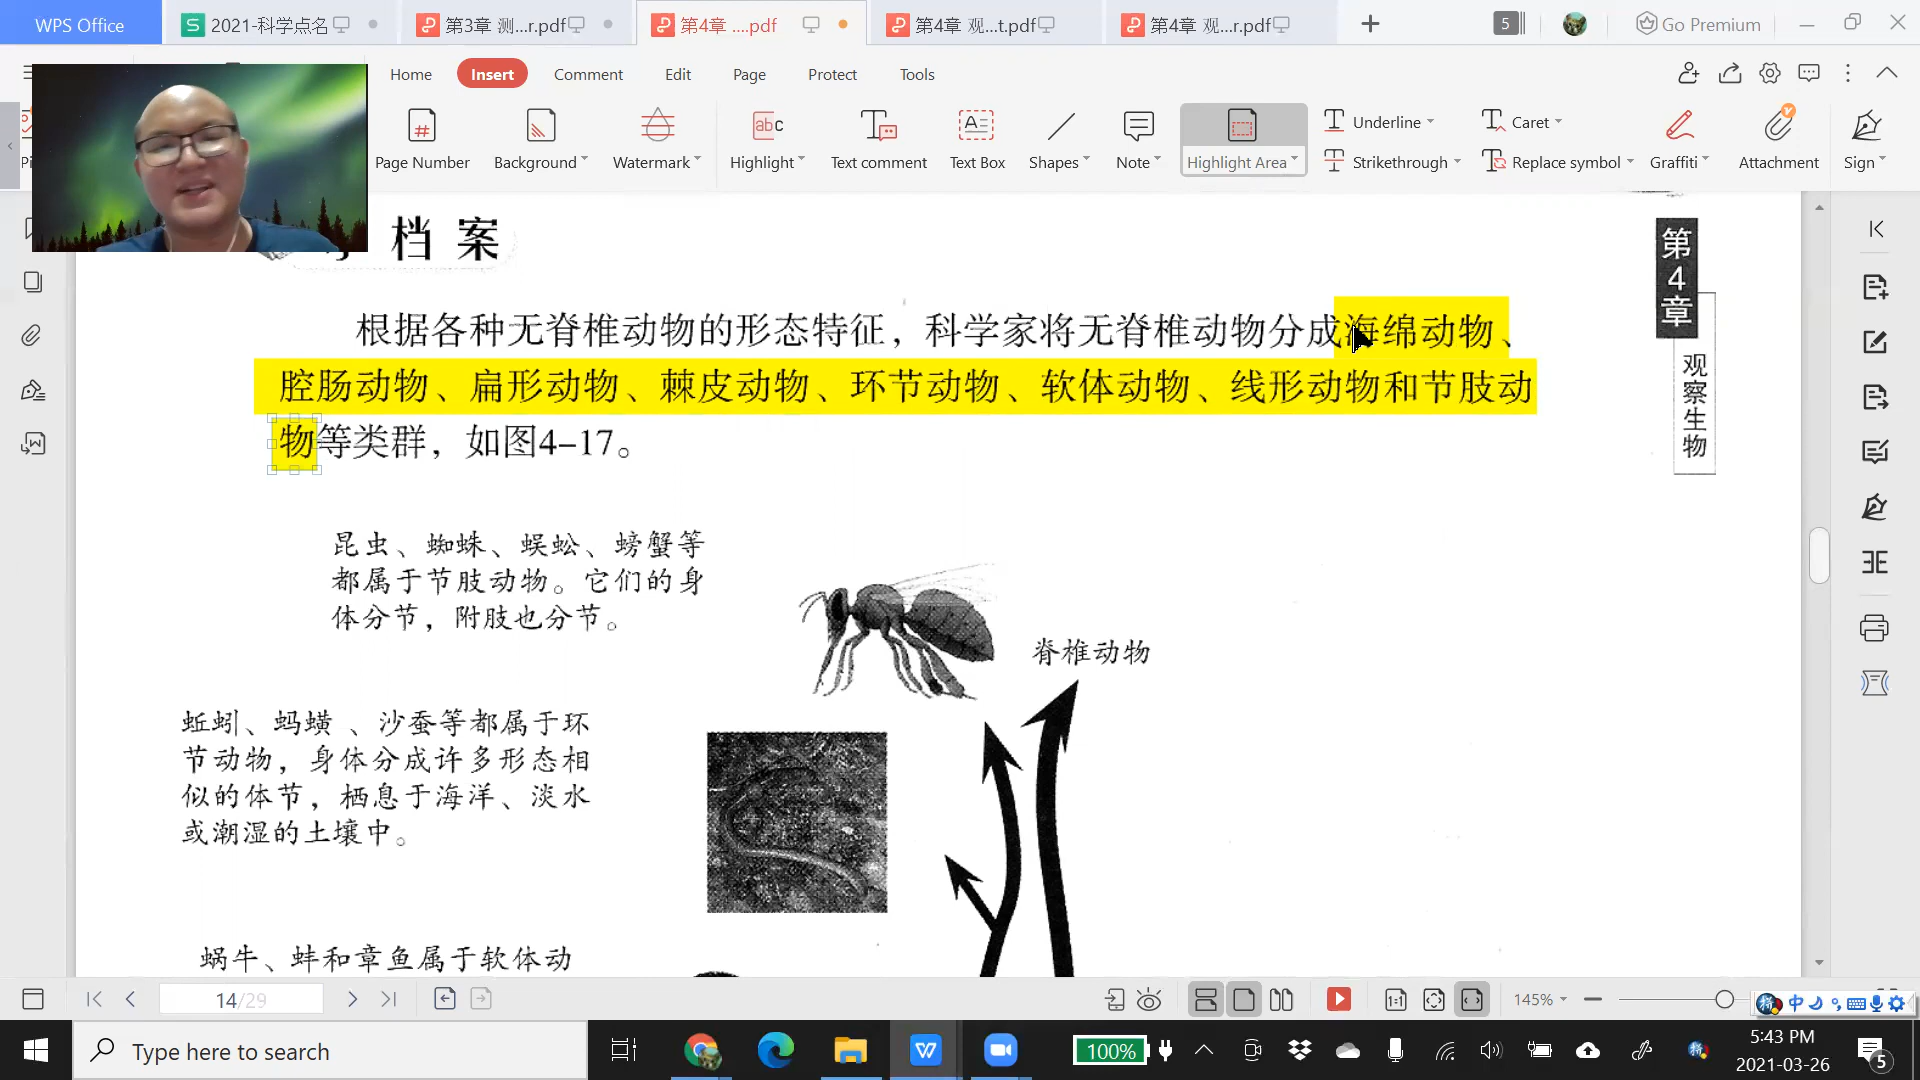 WPS Office
2021-科学点名
第3章 测...r.pdf
第4章 ....pdf
第4章 观...t.pdf
第4章 观...r.pdf
5
Go Premium
Home
Insert
Comment
Edit
Page
Protect
Tools
Page Number
Background
Watermark
Highlight
Text comment
Text Box
Shapes
Note
Highlight Area
Underline
Strikethrough
Caret
Replace symbol
Graffiti
Attachment
Sign
档 案
第4章
观察生物
根据各种无脊椎动物的形态特征，科学家将无脊椎动物分成海绵动物、
腔肠动物、扁形动物、棘皮动物、环节动物、软体动物、线形动物和节肢动
物等类群，如图4-17。
昆虫、蜘蛛、蜈蚣、螃蟹等
都属于节肢动物。它们的身
体分节，附肢也分节。
脊椎动物
蚯蚓、蚂蟥、沙蚕等都属于环
节动物，身体分成许多形态相
似的体节，栖息于海洋、淡水
或潮湿的土壤中。
蜗牛、蚌和章鱼属于软体动
14/29
145%
中
Type here to search
100%
5:43 PM
2021-03-26
5